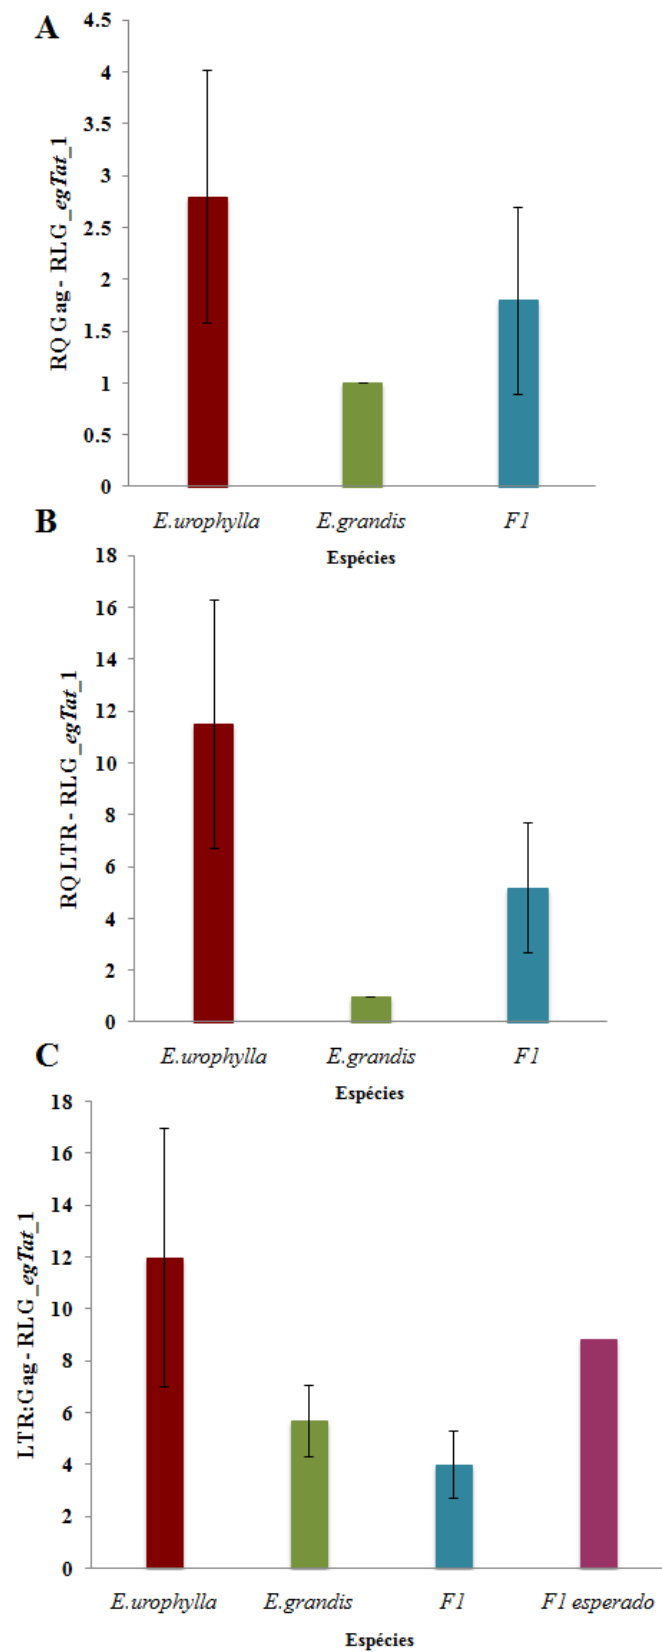 A
RQ Gag - RLG_egTat_1
4.5
4
3.5
3
2.5
2
1.5
1
0.5
0
E.urophylla E.grandis F1
Espécies
B
RQ LTR - RLG_egTat_1
18
16
14
12
10
8
6
4
2
0
E.urophylla E.grandis F1
Espécies
C
LTR:Gag - RLG_egTat_1
18
16
14
12
10
8
6
4
2
0
E.urophylla E.grandis F1 F1 esperado
Espécies